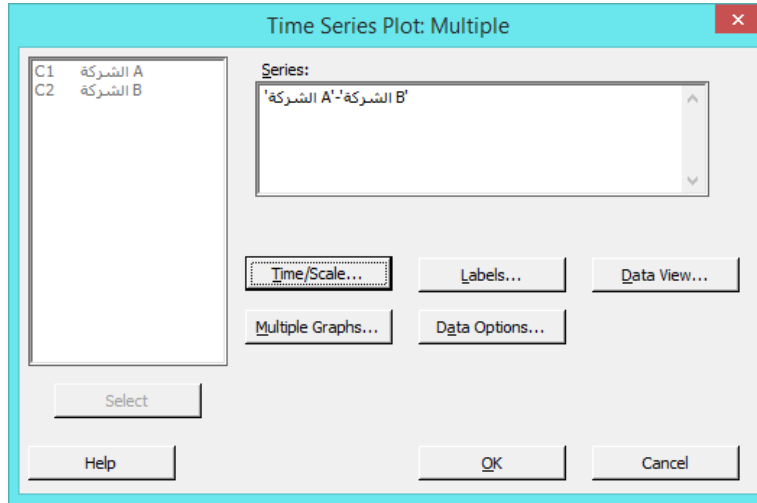 Time Series Plot: Multiple
C1 الشركة A
C2 الشركة B
Series:
'الشركة A'-'الشركة B'
Time/Scale...
Labels...
Data View...
Multiple Graphs...
Data Options...
Select
Help
OK
Cancel